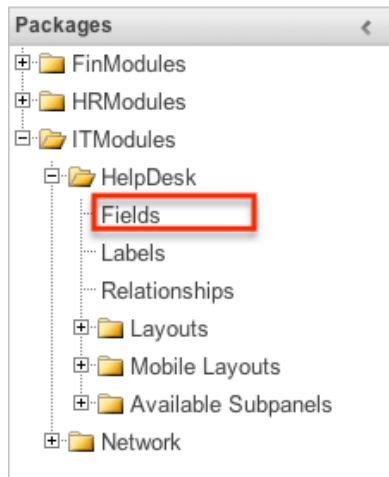 Packages
FinModules
HRModules
ITModules
HelpDesk
Fields
Labels
Relationships
Layouts
Mobile Layouts
Available Subpanels
Network